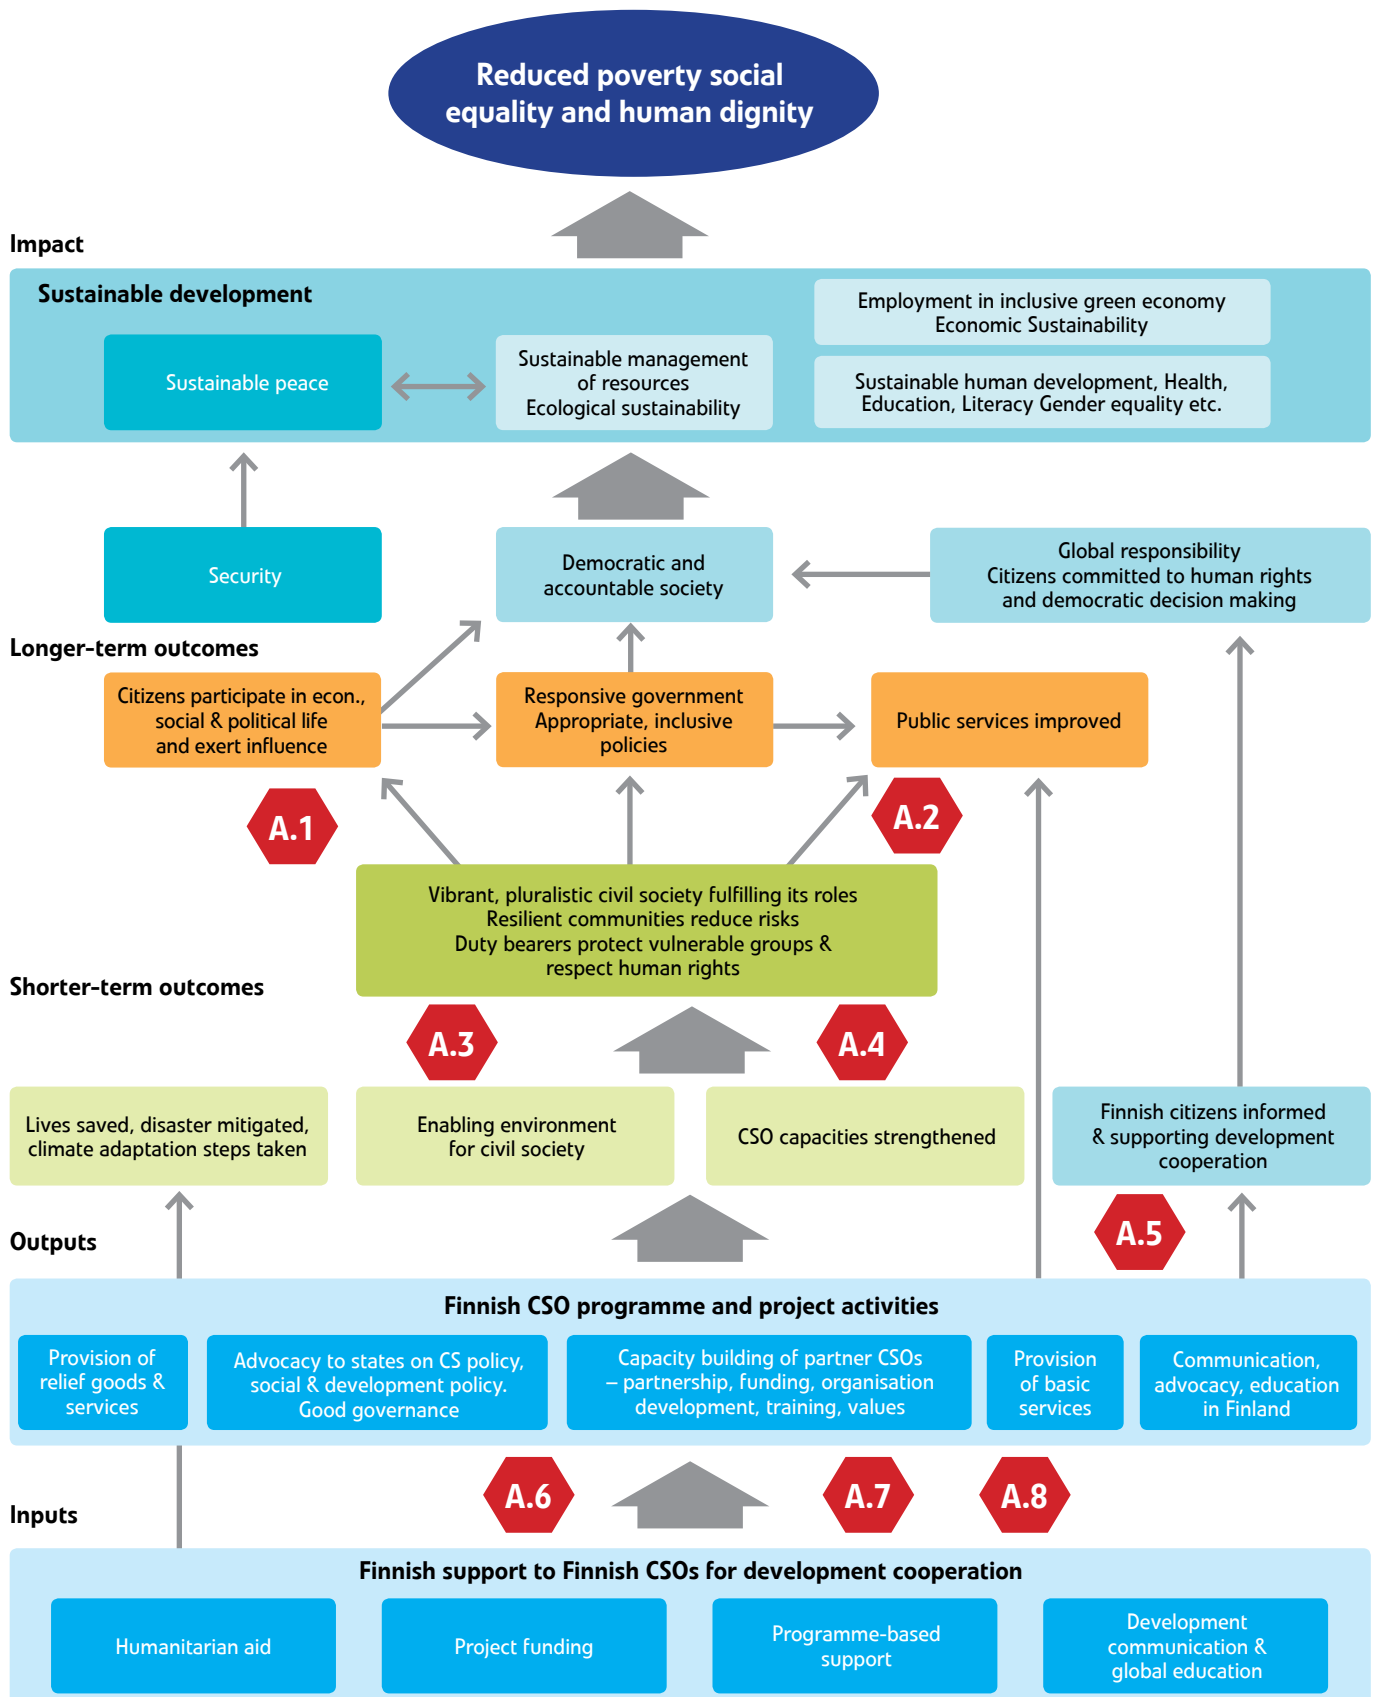 Reduced poverty social
equality and human dignity
Impact
Sustainable development
Sustainable peace
Sustainable management
of resources
Ecological sustainability
Employment in inclusive green economy
Economic Sustainability
Sustainable human development, Health,
Education, Literacy Gender equality etc.
Security
Democratic and
accountable society
Global responsibility
Citizens committed to human rights
and democratic decision making
Longer-term outcomes
Citizens participate in econ.,
social & political life
and exert influence
Responsive government
Appropriate, inclusive
policies
Public services improved
A.1
A.2
Vibrant, pluralistic civil society fulfilling its roles
Resilient communities reduce risks
Duty bearers protect vulnerable groups &
respect human rights
Shorter-term outcomes
A.3
A.4
Lives saved, disaster mitigated,
climate adaptation steps taken
Enabling environment
for civil society
CSO capacities strengthened
Finnish citizens informed
& supporting development
cooperation
A.5
Outputs
Finnish CSO programme and project activities
Provision of
relief goods &
services
Advocacy to states on CS policy,
social & development policy.
Good governance
Capacity building of partner CSOs
– partnership, funding, organisation
development, training, values
Provision
of basic
services
Communication,
advocacy, education
in Finland
A.6
A.7
A.8
Inputs
Finnish support to Finnish CSOs for development cooperation
Humanitarian aid
Project funding
Programme-based
support
Development
communication &
global education